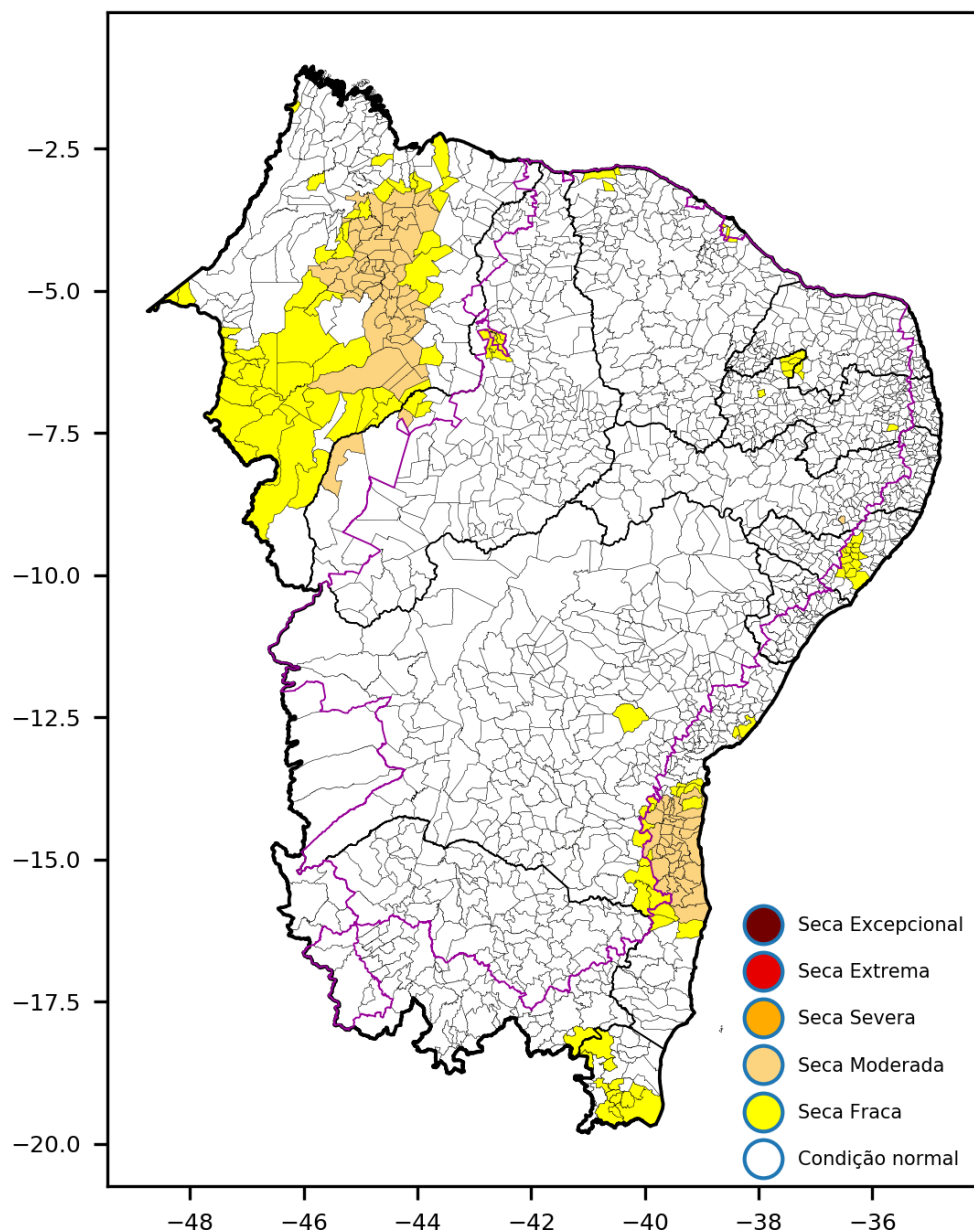 −2.5
−5.0
−7.5
−10.0
−12.5
−15.0
−17.5
−20.0
Seca Excepcional
Seca Extrema
Seca Severa
Seca Moderada
Seca Fraca
Condição normal
−48 −46 −44 −42 −40 −38 −36